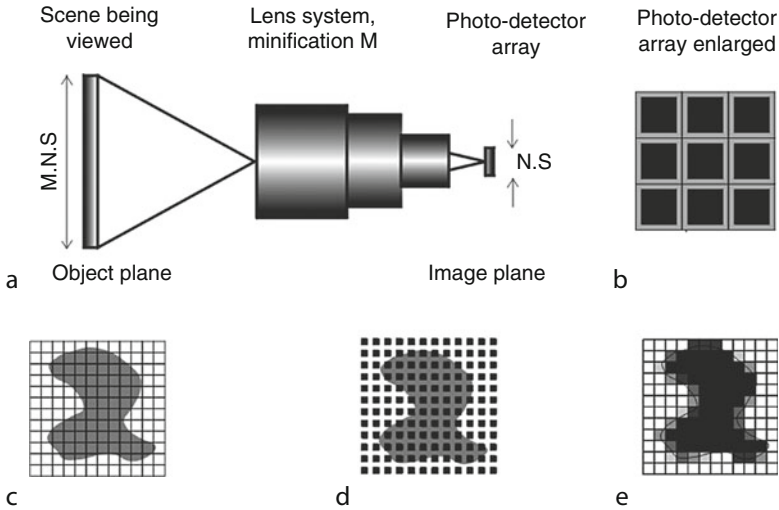 Scene being
viewed
Lens system,
minification M
Photo-detector
array
Photo-detector
array enlarged
M.N.S
N.S
a
Object plane
Image plane
b
c
d
e